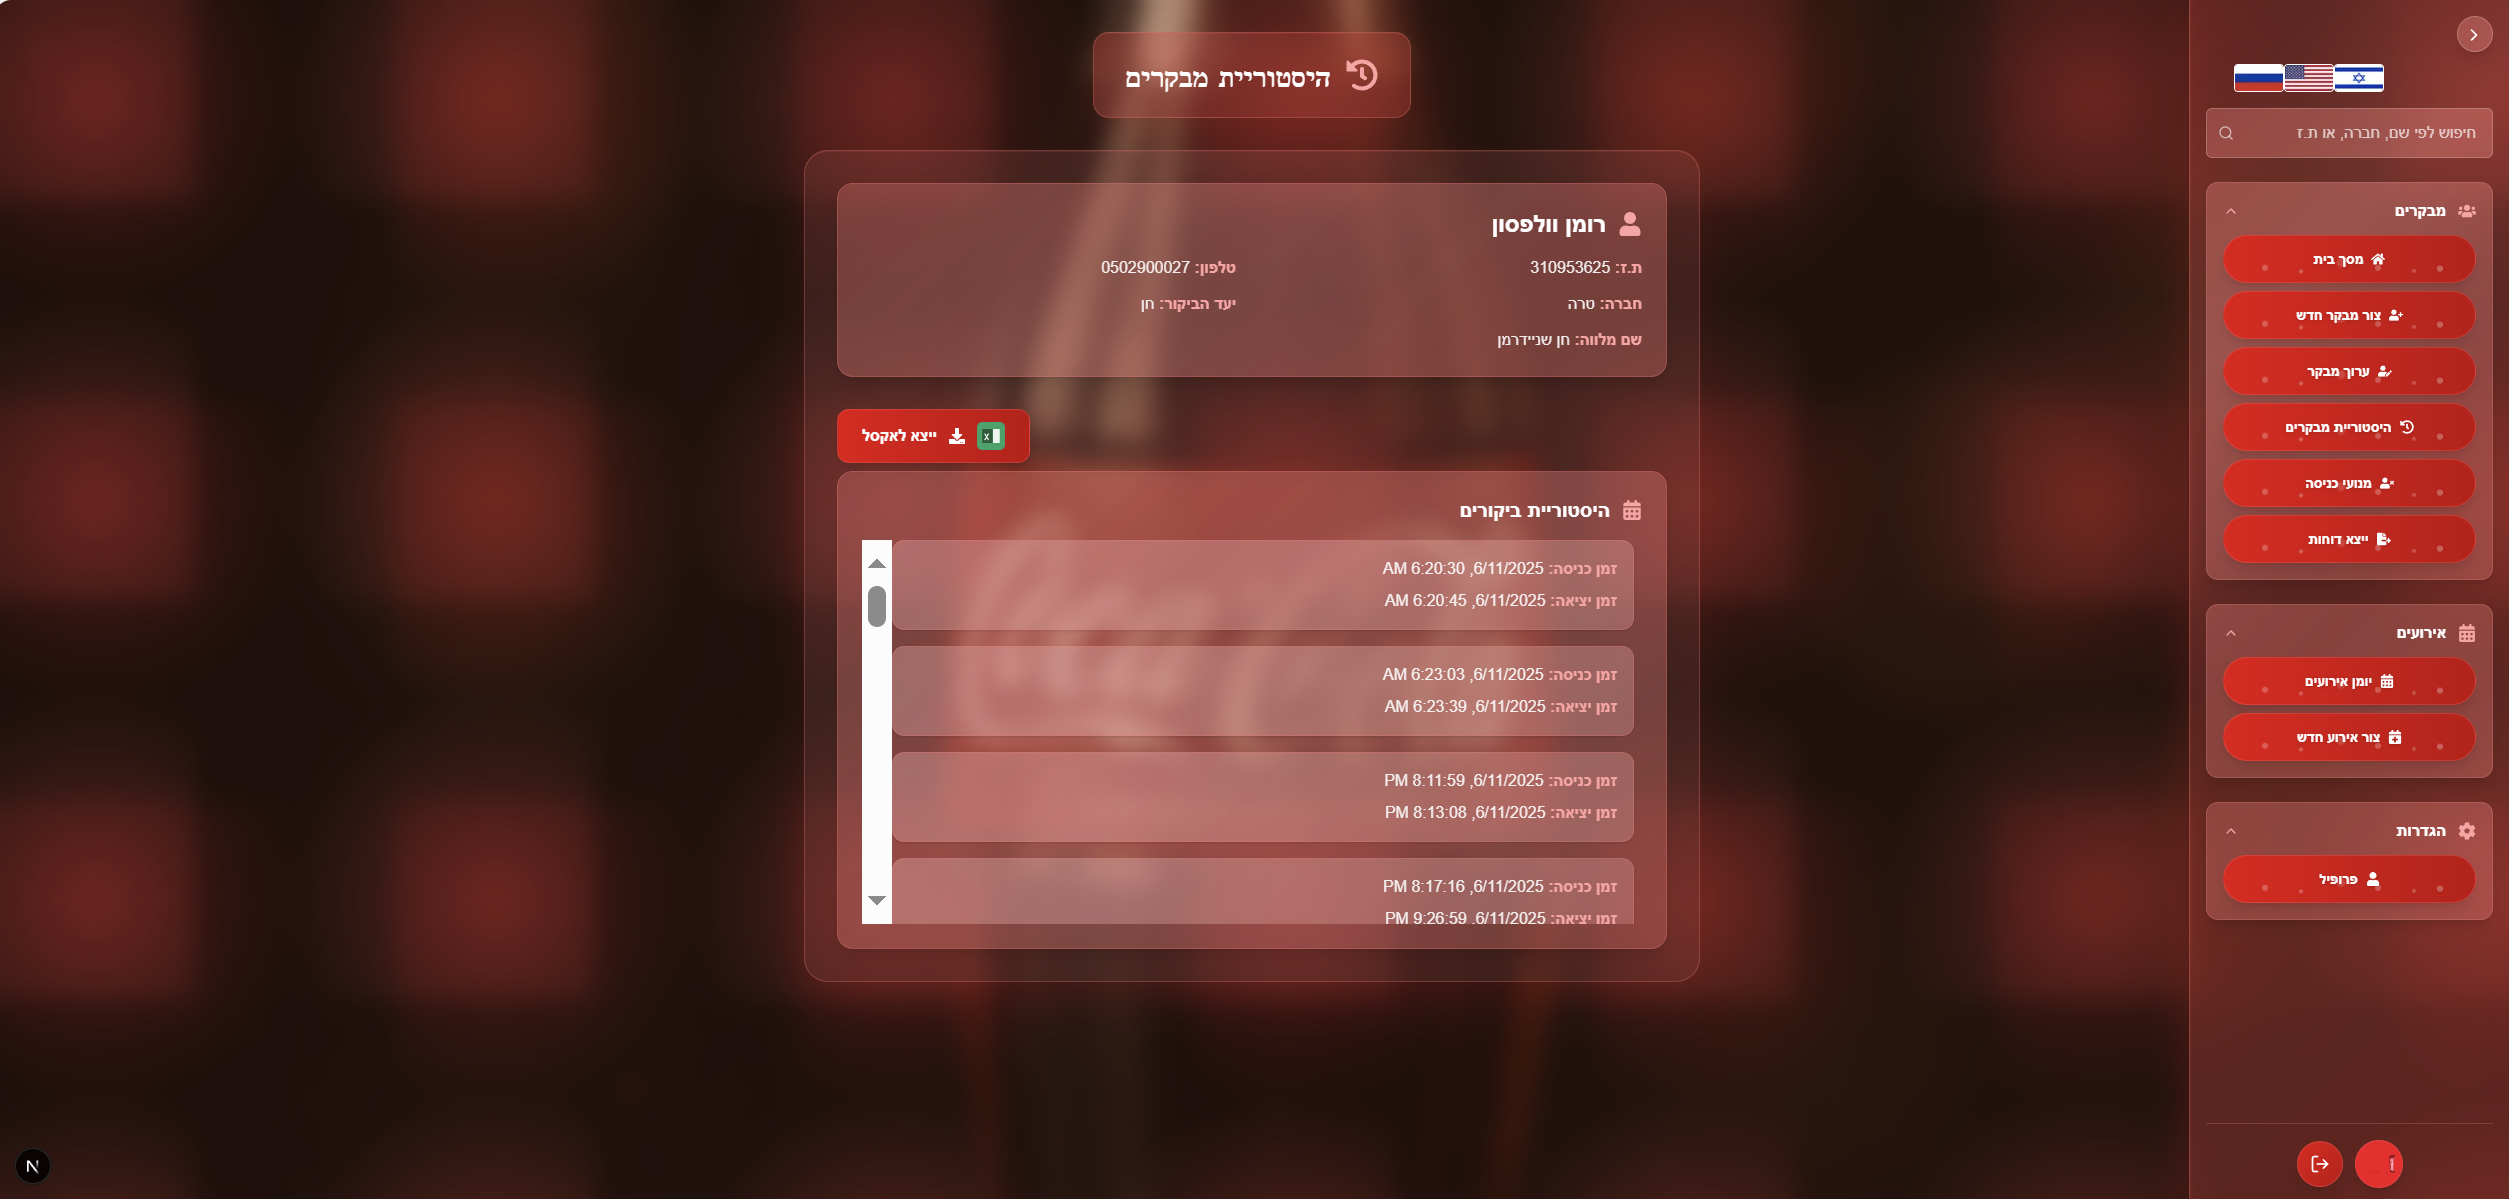 היסטוריית מבקרים
רומן וולפסון
ת.ז: 310953625
טלפון: 0502900027
חברה: טרה
יעד הביקור: חן
שם מלווה: חן שניידרמן
ייצא לאקסל
היסטוריית ביקורים
זמן כניסה: 6/11/2025, 6:20:30 AM
זמן יציאה: 6/11/2025, 6:20:45 AM
זמן כניסה: 6/11/2025, 6:23:03 AM
זמן יציאה: 6/11/2025, 6:23:39 AM
זמן כניסה: 6/11/2025, 8:11:59 PM
זמן יציאה: 6/11/2025, 8:13:08 PM
זמן כניסה: 6/11/2025, 8:17:16 PM
זמן יציאה: 6/11/2025, 9:26:59 PM
חיפוש לפי שם, חברה, או ת.ז
מבקרים
מסך בית
צור מבקר חדש
ערוך מבקר
היסטוריית מבקרים
מנועי כניסה
ייצא דוחות
אירועים
יומן אירועים
צור אירוע חדש
הגדרות
פרופיל
N